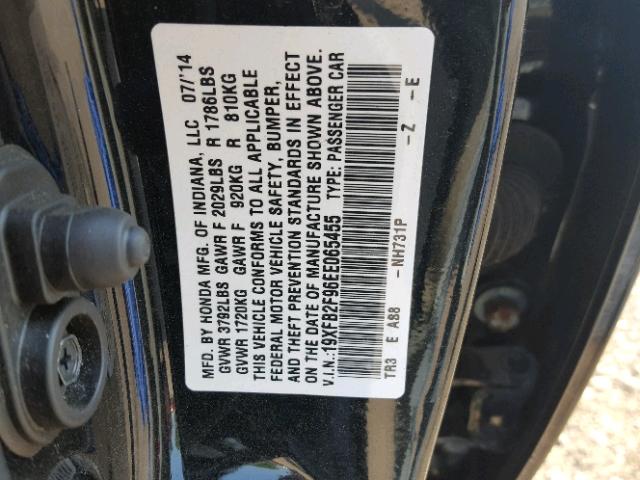 MFD. BY HONDA MFG. OF INDIANA, LLC 07/'14
GVWR 3792LBS GAWR F 2029LBS R 1786LBS
GVWR 1720KG GAWR F 920KG R 810KG
THIS VEHICLE CONFORMS TO ALL APPLICABLE
FEDERAL MOTOR VEHICLE SAFETY, BUMPER,
AND THEFT PREVENTION STANDARDS IN EFFECT
ON THE DATE OF MANUFACTURE SHOWN ABOVE.
V.I.N.:19XFB2F96EE065455 TYPE: PASSENGER CAR
TR3 E A88 -NH731P -Z -E